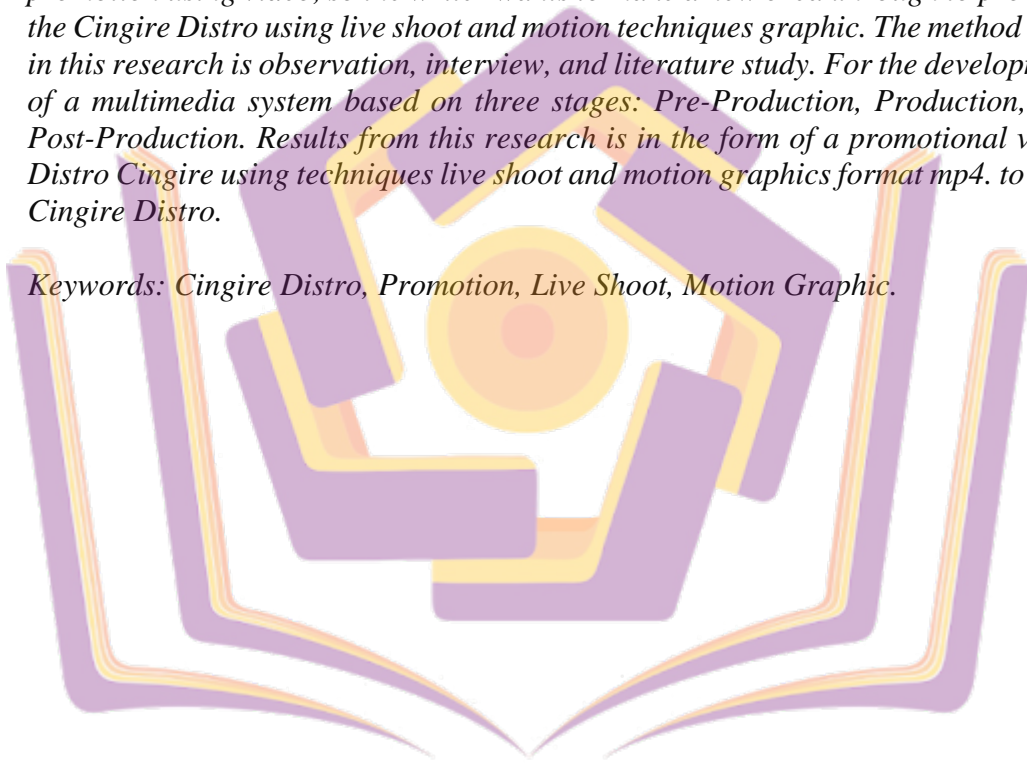 the Cingire Distro using live shoot and motion techniques graphic. The method
in this research is observation, interview, and literature study. For the
of a multimedia system based on three stages: Pre-Production, Production,
Post-Production. Results from this research is in the form of a promotional
Distro Cingire using techniques live shoot and motion graphics format mp4. to
Cingire Distro.
Keywords: Cingire Distro, Promotion, Live Shoot, Motion Graphic.